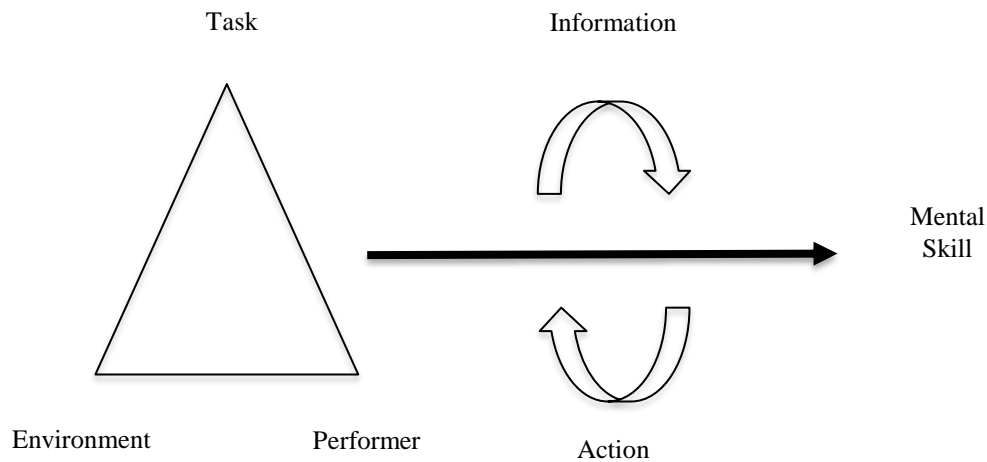 Task
Information
Mental
Skill
Environment
Performer
Action